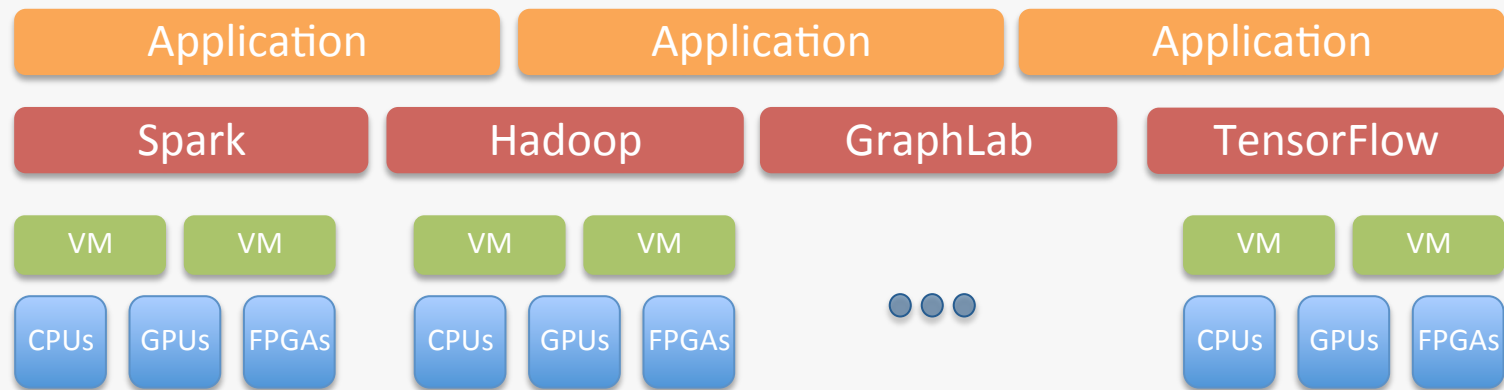 Application Application Application
Spark Hadoop GraphLab TensorFlow
VM VM VM VM VM VM
CPUs GPUs FPGAs CPUs GPUs FPGAs CPUs GPUs FPGAs